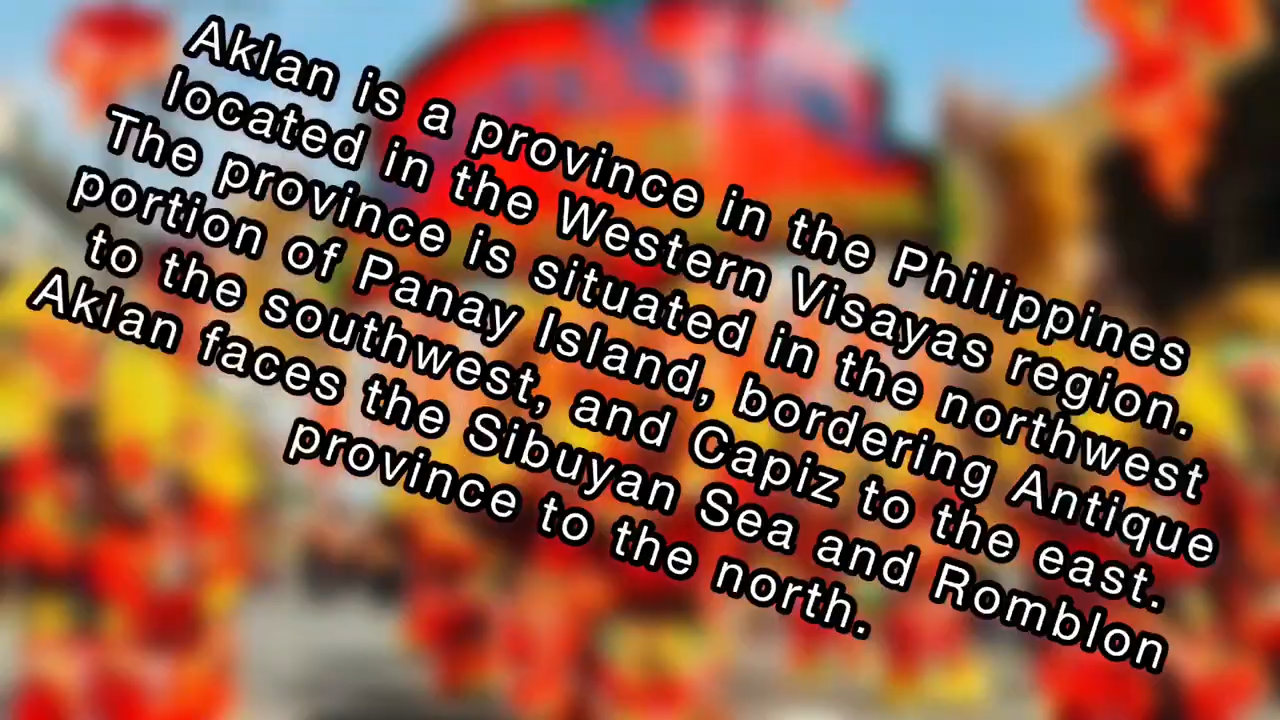 Aklan is a province in the Philippines
located in the Western Visayas region.
The province is situated in the northwest
portion of Panay Island, bordering Antique
to the southwest, and Capiz to the east.
Aklan faces the Sibuyan Sea and Romblon
province to the north.